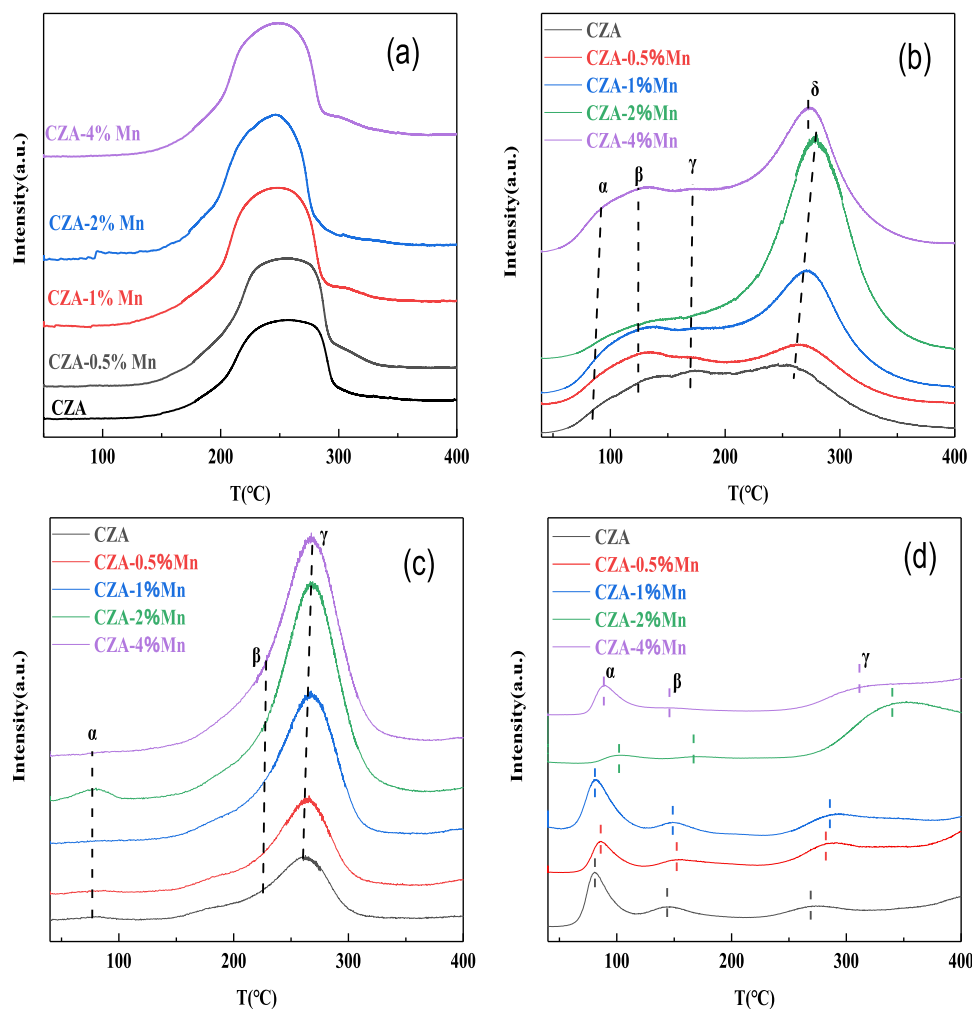 (a)
CZA-4% Mn
CZA-2% Mn
CZA-1% Mn
CZA-0.5% Mn
CZA
Intensity(a.u.)
100 200 300 400
T(℃)
(b)
CZA
CZA-0.5%Mn
CZA-1%Mn
CZA-2%Mn
CZA-4%Mn
α β γ δ
Intensity(a.u.)
100 200 300 400
T(℃)
(c)
CZA
CZA-0.5%Mn
CZA-1%Mn
CZA-2%Mn
CZA-4%Mn
α β γ
Intensity(a.u.)
100 200 300 400
T(℃)
(d)
CZA
CZA-0.5%Mn
CZA-1%Mn
CZA-2%Mn
CZA-4%Mn
α β γ
Intensity(a.u.)
100 200 300 400
T(℃)